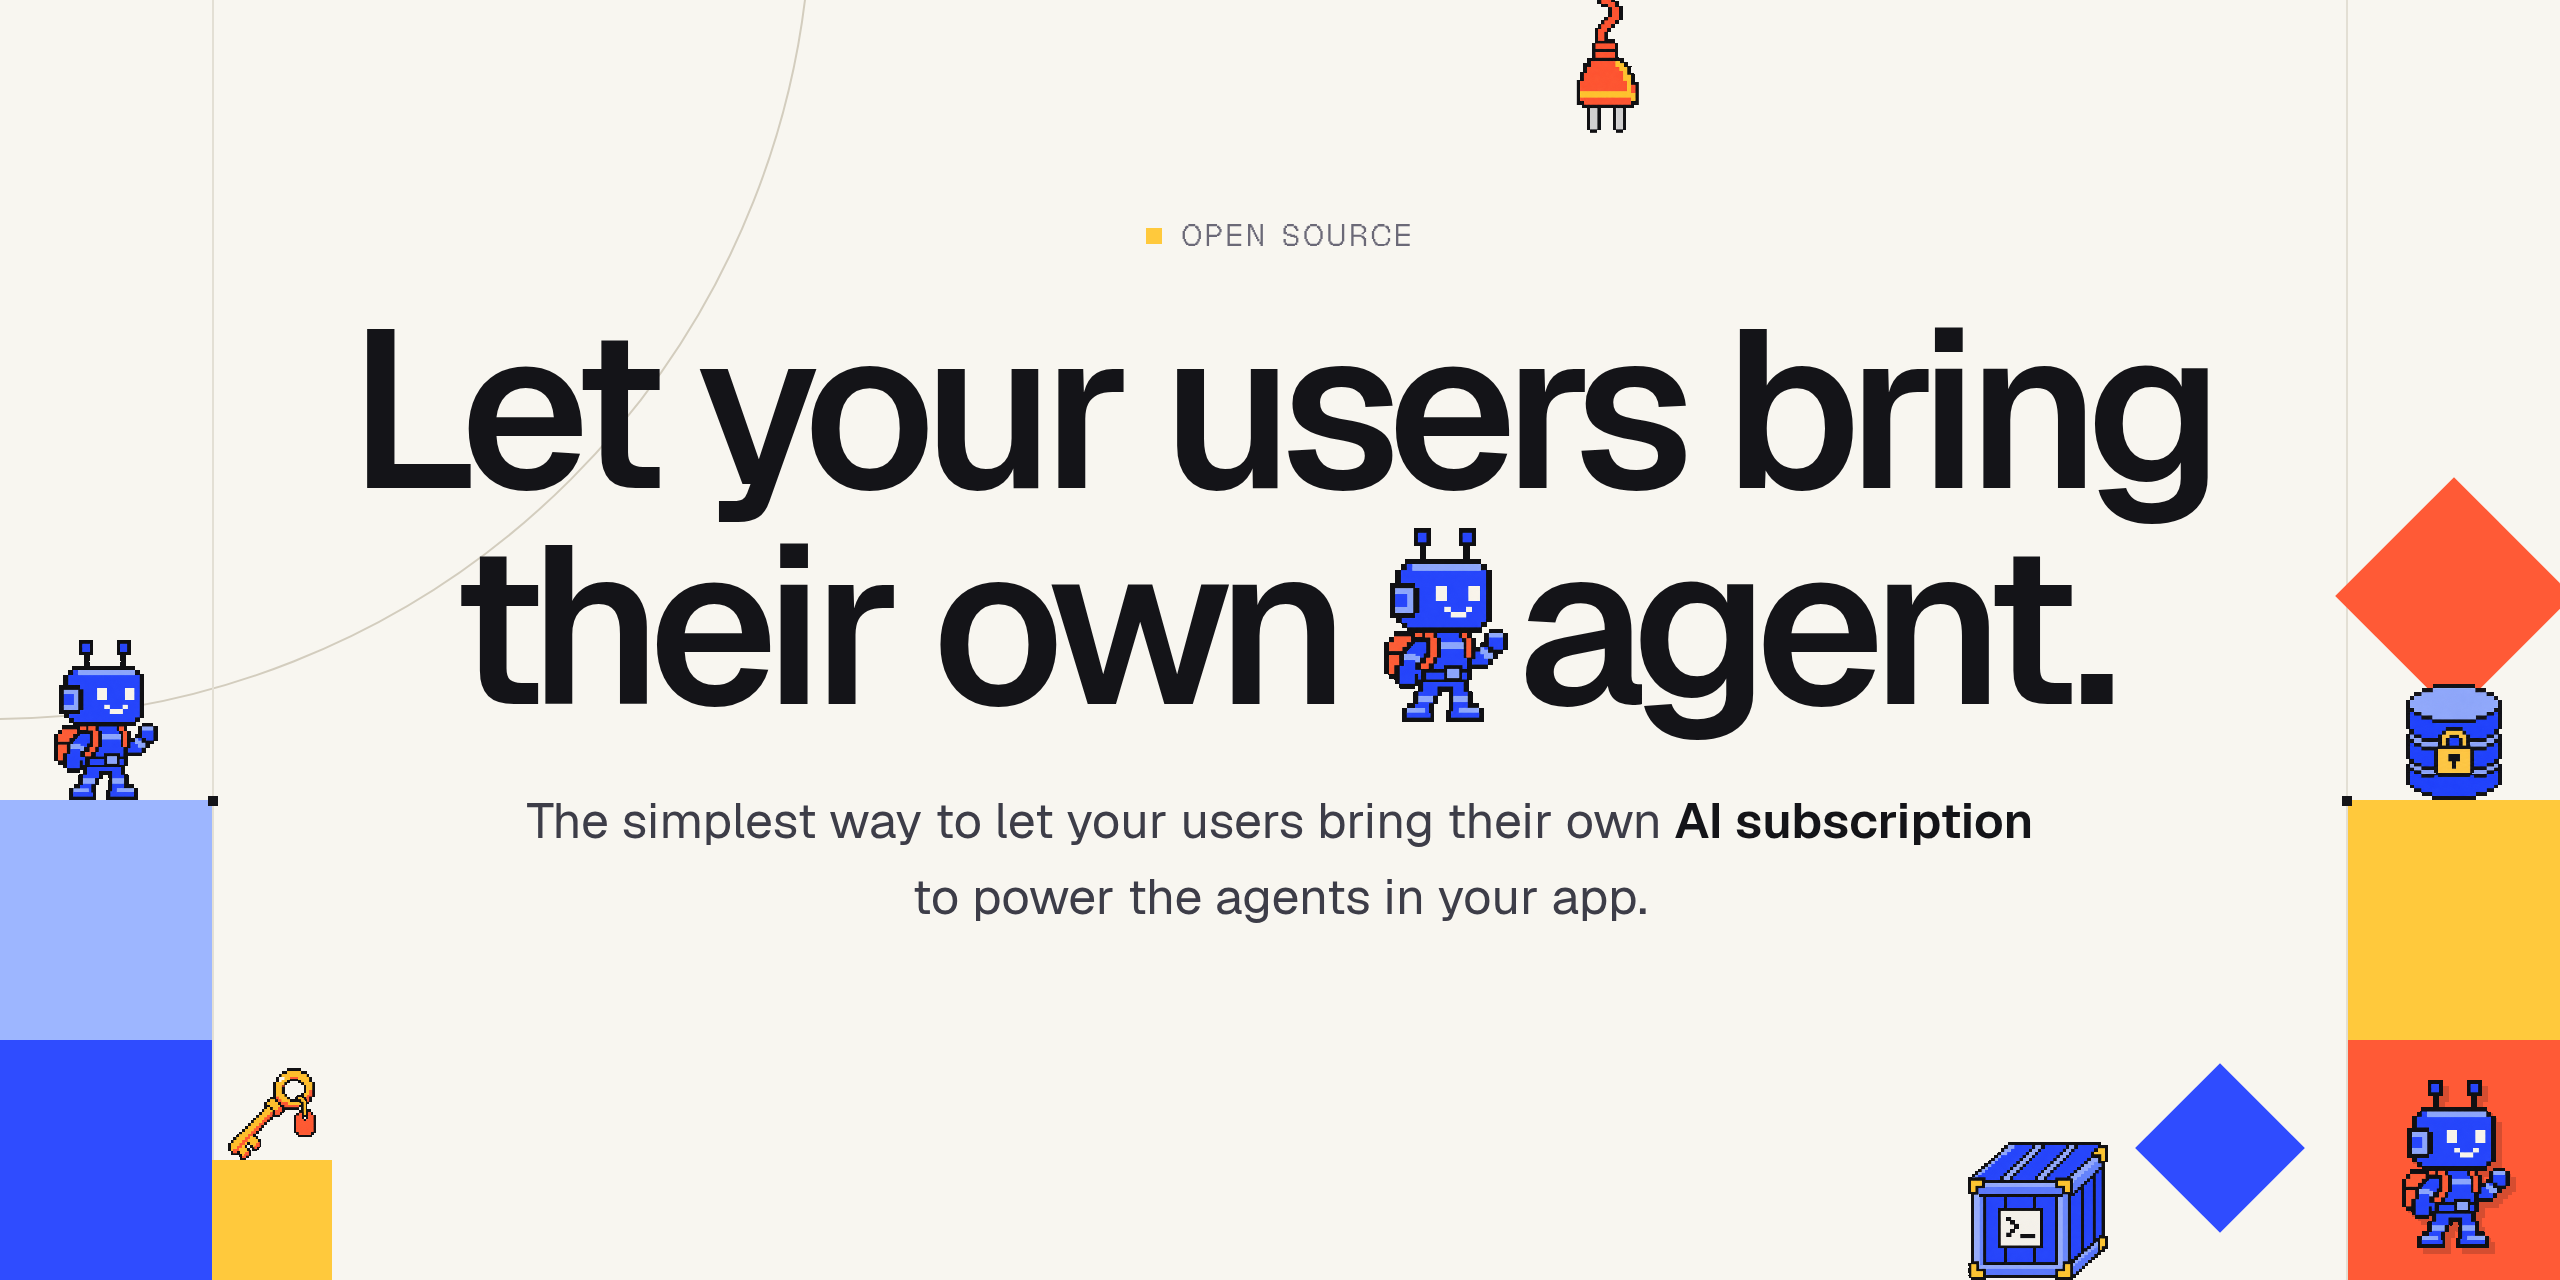 OPEN SOURCE
Let your users bring
their own agent.
The simplest way to let your users bring their own AI subscription
to power the agents in your app.
>_